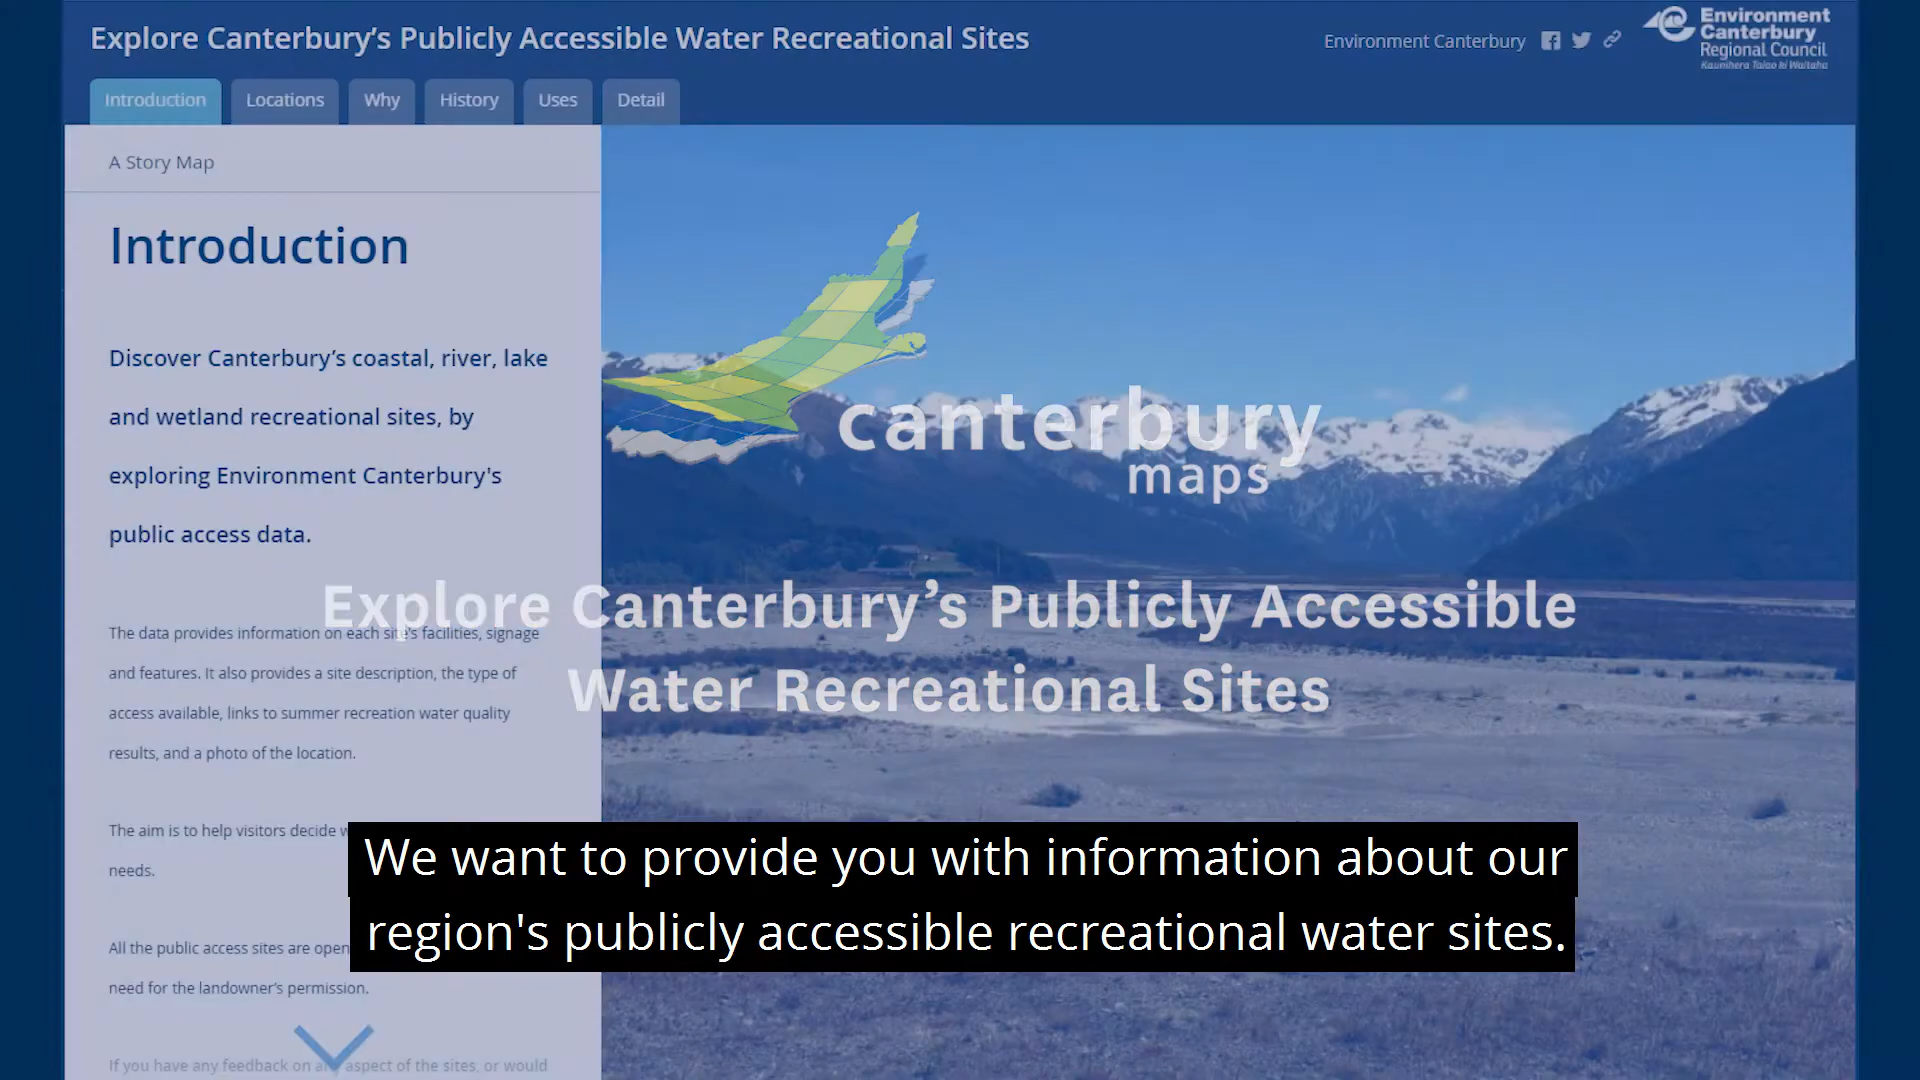 Explore Canterbury's Publicly Accessible Water Recreational Sites
Environment Canterbury
Environment
Canterbury
Regional Council
Kaunihera Taiao ki Waitaha
Introduction
Locations
Why
History
Uses
Detail
A Story Map
Introduction
Discover Canterbury's coastal, river, lake
and wetland recreational sites, by
exploring Environment Canterbury's
public access data.
The data provides information on each site's facilities, signage
and features. It also provides a site description, the type of
access available, links to summer recreation water quality
results, and a photo of the location.
The aim is to help visitors decide
needs.
All the public access sites are open
need for the landowner's permission.
If you have any feedback on any aspect of the sites, or would
canterbury
maps
Explore Canterbury's Publicly Accessible
Water Recreational Sites
We want to provide you with information about our
region's publicly accessible recreational water sites.